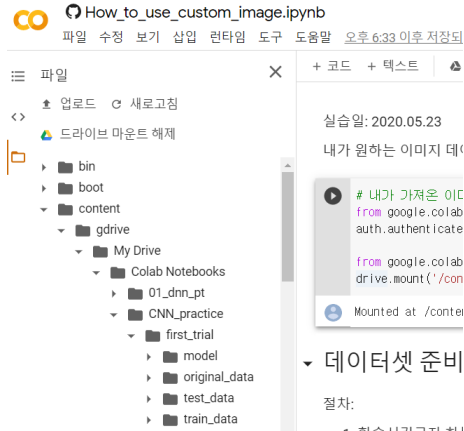 CO How_to_use_custom_image.ipynb
파일 수정 보기 삽입 런타임 도구 도움말 오후 6:33 이후 저장되
파일
+ 코드 + 텍스트
업로드 새로고침
드라이브 마운트 해제
bin
boot
content
gdrive
My Drive
Colab Notebooks
01_dnn_pt
CNN_practice
first_trial
model
original_data
test_data
train_data
실습일: 2020.05.23
내가 원하는 이미지 데이
# 내가 가져온 이미
from google.colab
auth.authenticate
from google.colab
drive.mount('/con
Mounted at /conten
데이터셋 준비
절차: